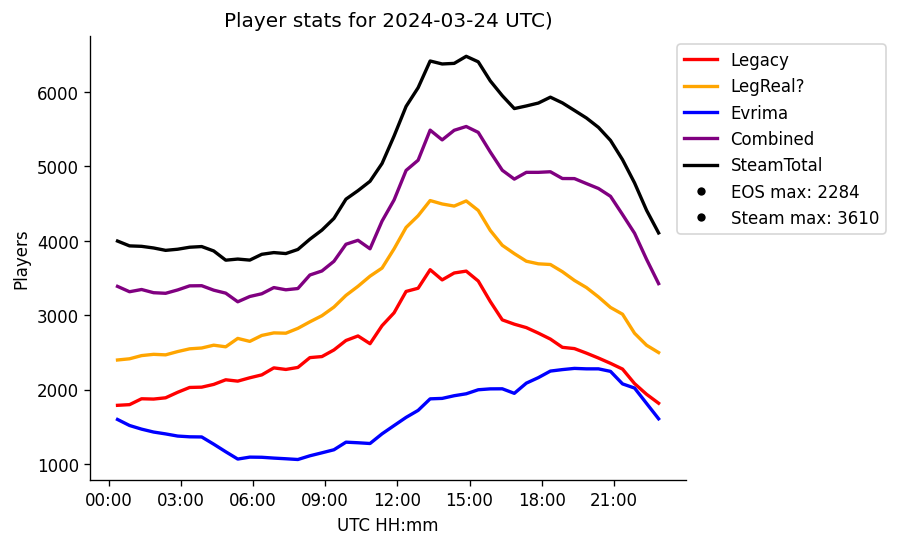 Player stats for 2024-03-24 UTC)
Legacy
LegReal?
Evrima
Combined
SteamTotal
EOS max: 2284
Steam max: 3610
Players
6000
5000
4000
3000
2000
1000
00:00 03:00 06:00 09:00 12:00 15:00 18:00 21:00
UTC HH:mm